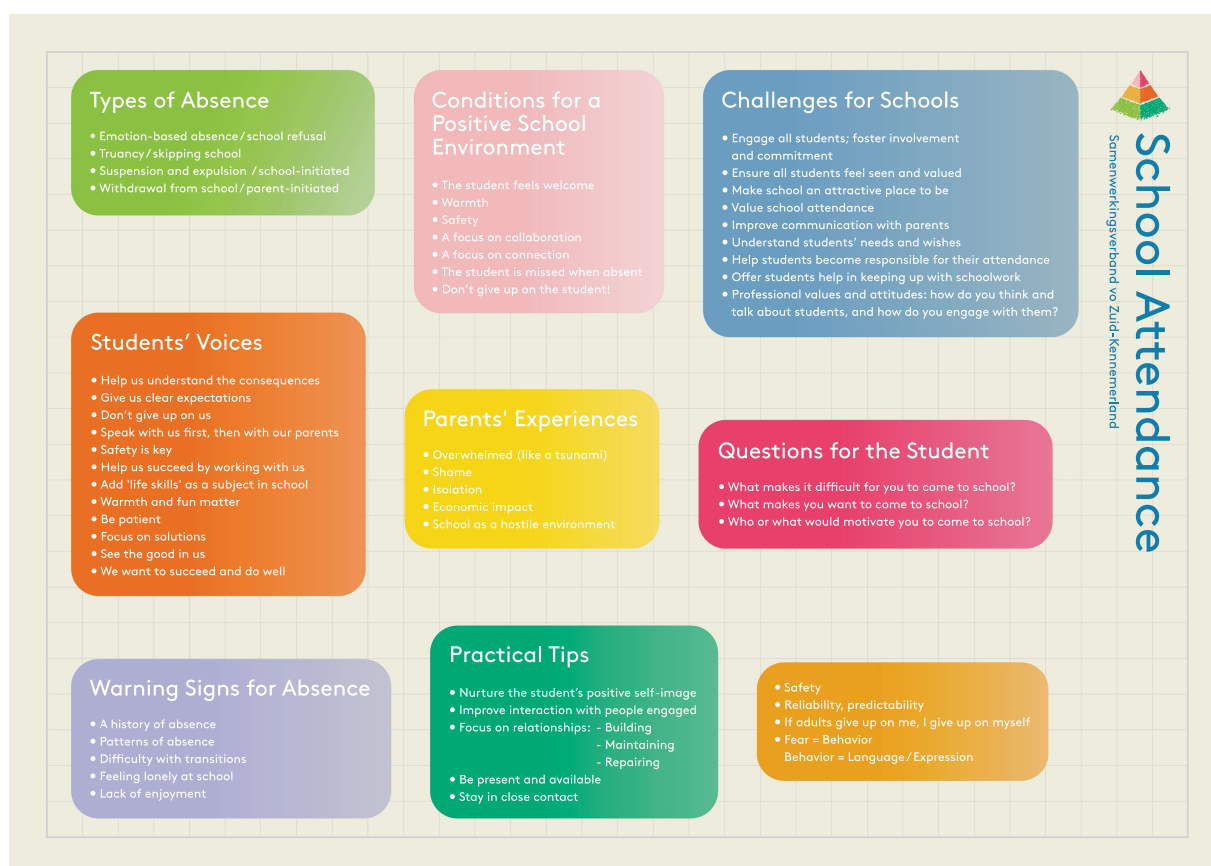 Types of Absence
• Emotion-based absence / school refusal
• Truancy / skipping school
• Suspension and expulsion / school-initiated
• Withdrawal from school / parent-initiated
Conditions for a
Positive School
Environment
• The student feels welcome
• Warmth
• Safety
• A focus on collaboration
• A focus on connection
• The student is missed when absent
• Don't give up on the student!
Challenges for Schools
• Engage all students; foster involvement
and commitment
• Ensure all students feel seen and valued
• Make school an attractive place to be
• Value school attendance
• Improve communication with parents
• Understand students' needs and wishes
• Help students become responsible for their attendance
• Offer students help in keeping up with schoolwork
• Professional values and attitudes: how do you think and
talk about students, and how do you engage with them?
School Attendance
Samenwerkingsverband vo Zuid-Kennemerland
Students' Voices
• Help us understand the consequences
• Give us clear expectations
• Don't give up on us
• Speak with us first, then with our parents
• Safety is key
• Help us succeed by working with us
• Add 'life skills' as a subject in school
• Warmth and fun matter
• Be patient
• Focus on solutions
• See the good in us
• We want to succeed and do well
Parents' Experiences
• Overwhelmed (like a tsunami)
• Shame
• Isolation
• Economic impact
• School as a hostile environment
Questions for the Student
• What makes it difficult for you to come to school?
• What makes you want to come to school?
• Who or what would motivate you to come to school?
Warning Signs for Absence
• A history of absence
• Patterns of absence
• Difficulty with transitions
• Feeling lonely at school
• Lack of enjoyment
Practical Tips
• Nurture the student's positive self-image
• Improve interaction with people engaged
• Focus on relationships: - Building
- Maintaining
- Repairing
• Be present and available
• Stay in close contact
• Safety
• Reliability, predictability
• If adults give up on me, I give up on myself
• Fear = Behavior
Behavior = Language / Expression